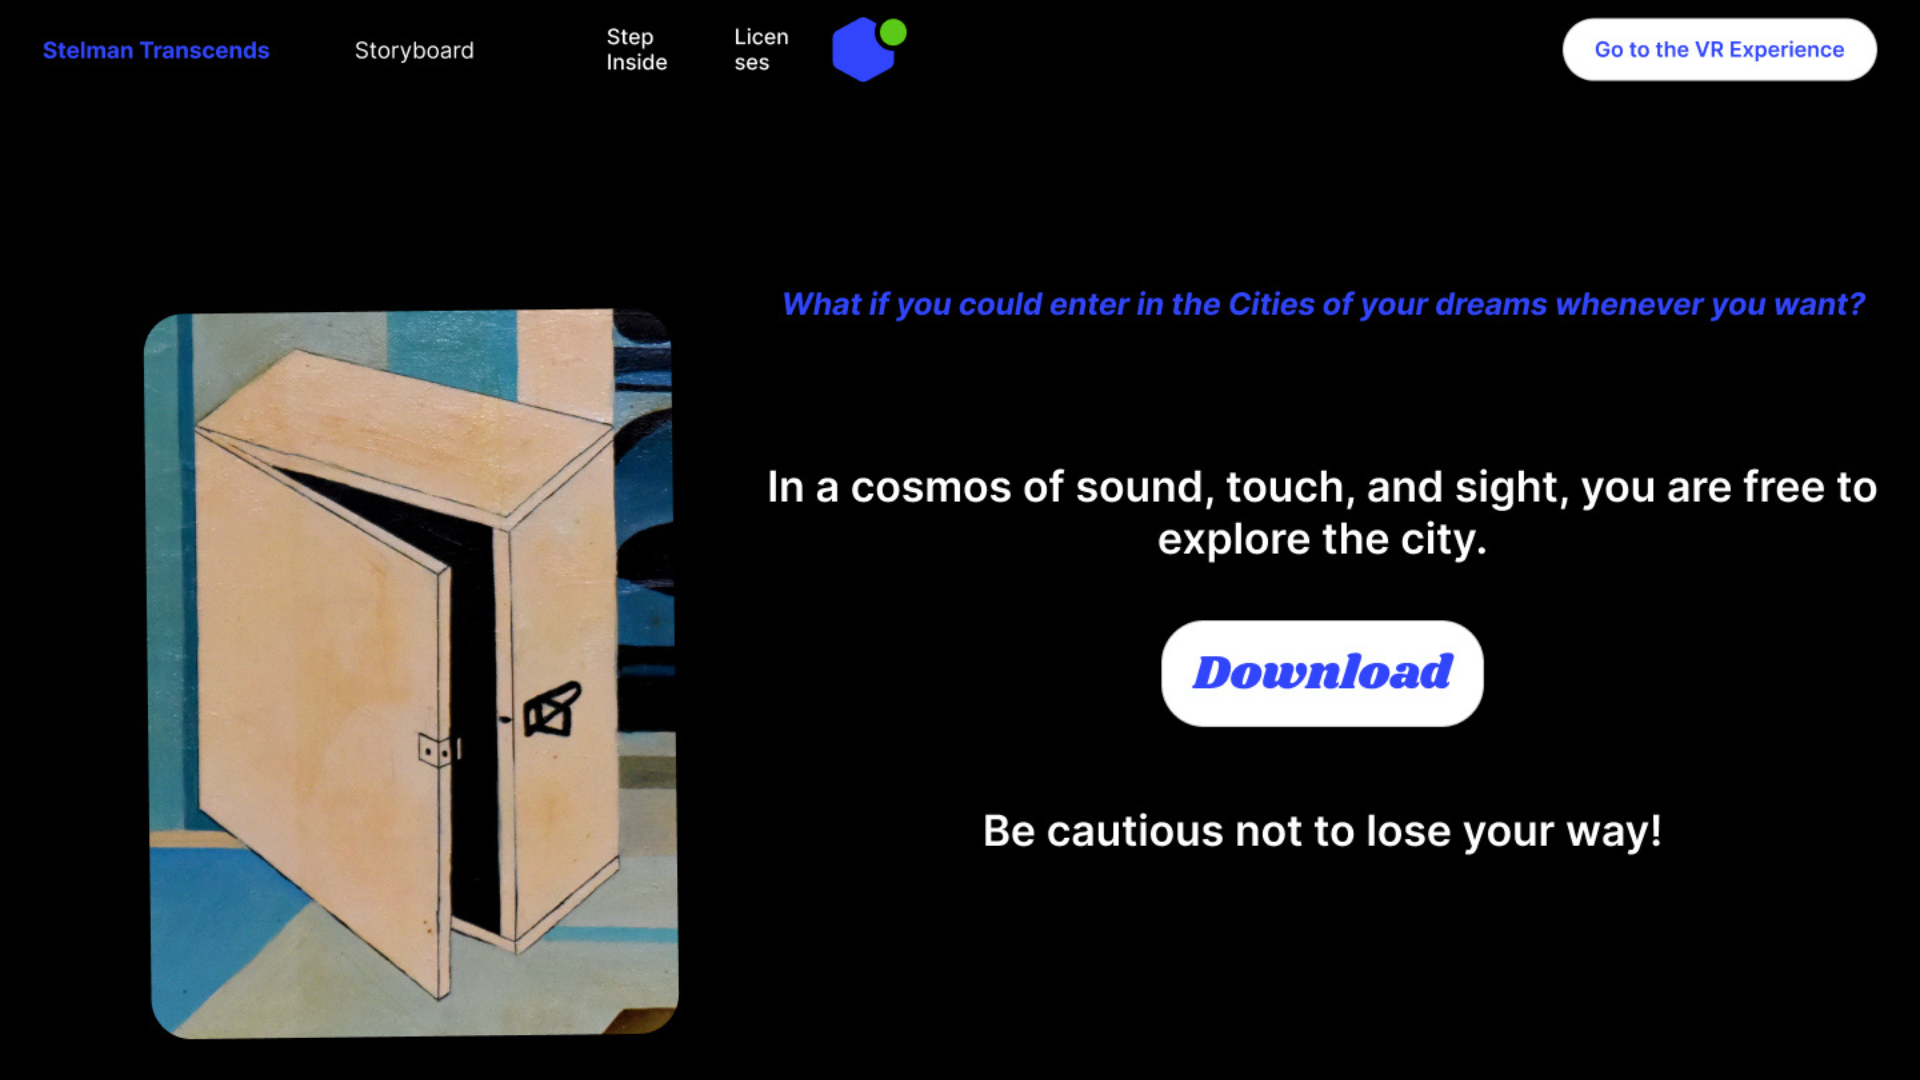 Stelman Transcends
Storyboard
Step
Inside
Licen
ses
Go to the VR Experience
What if you could enter in the Cities of your dreams whenever you want?
In a cosmos of sound, touch, and sight, you are free to
explore the city.
Download
Be cautious not to lose your way!